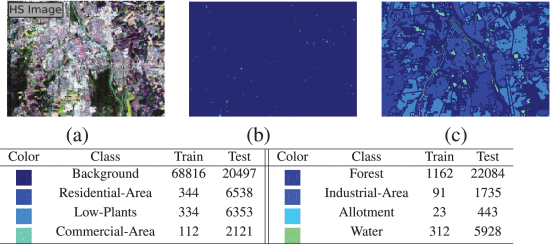 HS Image
(a) (b) (c)
Color Class Train Test Color Class Train Test
Background 68816 20497 Forest 1162 22084
Residential-Area 344 6538 Industrial-Area 91 1735
Low-Plants 334 6353 Allotment 23 443
Commercial-Area 112 2121 Water 312 5928